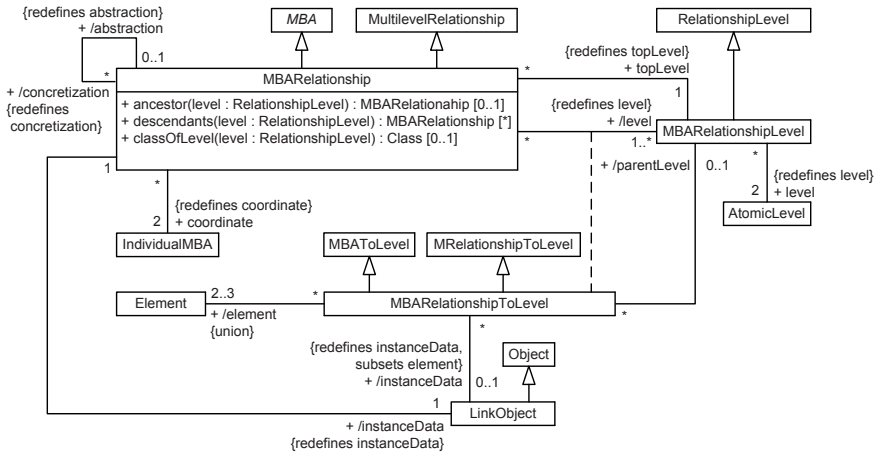 {redefines abstraction}
+ /abstraction
0..1
*
+ /concretization
{redefines
concretization}
MBA
MultilevelRelationship
RelationshipLevel
MBARelationship
+ ancestor(level : RelationshipLevel) : MBARelationahip [0..1]
+ descendants(level : RelationshipLevel) : MBARelationship [*]
+ classOfLevel(level : RelationshipLevel) : Class [0..1]
*
{redefines topLevel}
+ topLevel
1
{redefines level}
+ /level
*
1..*
MBARelationshipLevel
+ /parentLevel
0..1
*
{redefines level}
2
+ level
AtomicLevel
1
*
{redefines coordinate}
2
+ coordinate
IndividualMBA
MBAToLevel
MRelationshipToLevel
Element
2..3
*
MBARelationshipToLevel
*
+ /element
{union}
*
{redefines instanceData,
subsets element}
+ /instanceData
0..1
Object
1
LinkObject
+ /instanceData
{redefines instanceData}